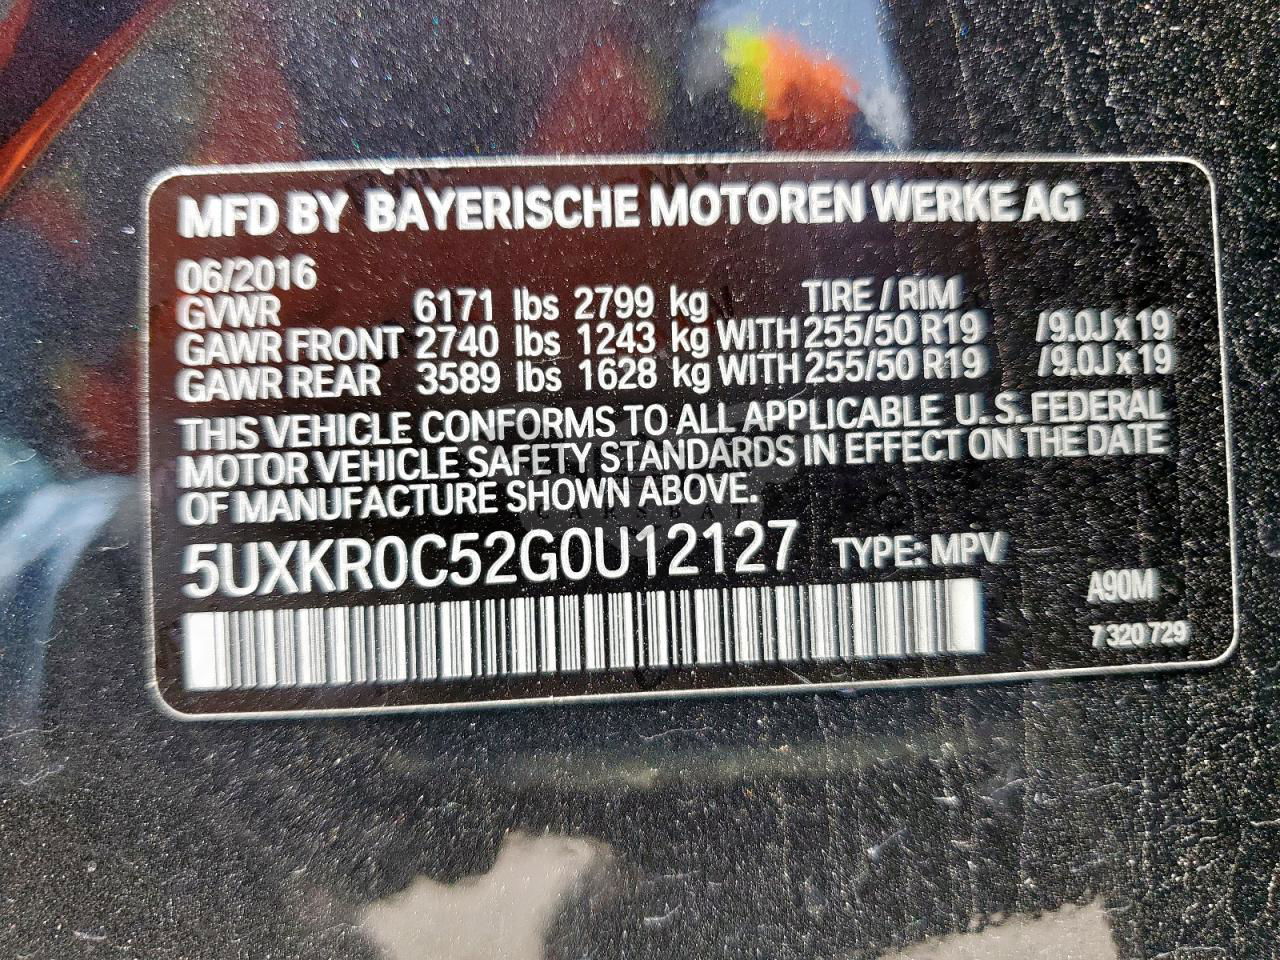 MFD BY BAYERISCHE MOTOREN WERKE AG
06/2016
GVWR 6171 lbs 2799 kg TIRE / RIM
GAWR FRONT 2740 lbs 1243 kg WITH 255/50 R19 /9.0J x 19
GAWR REAR 3589 lbs 1628 kg WITH 255/50 R19 /9.0J x 19
THIS VEHICLE CONFORMS TO ALL APPLICABLE U.S. FEDERAL
MOTOR VEHICLE SAFETY STANDARDS IN EFFECT ON THE DATE
OF MANUFACTURE SHOWN ABOVE.
CARSBAT
5UXKR0C52G0U12127 TYPE: MPV
A90M
7 320 729